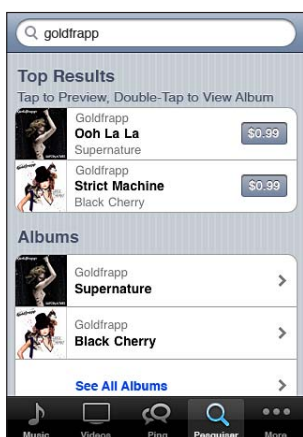 goldfrapp
Top Results
Tap to Preview, Double-Tap to View Album
Goldfrapp
Ooh La La
$0.99
Supernature
Goldfrapp
Strict Machine
$0.99
Black Cherry
Albums
Goldfrapp
Supernature
Goldfrapp
Black Cherry
See All Albums
Music Videos Ping Pesquisar More